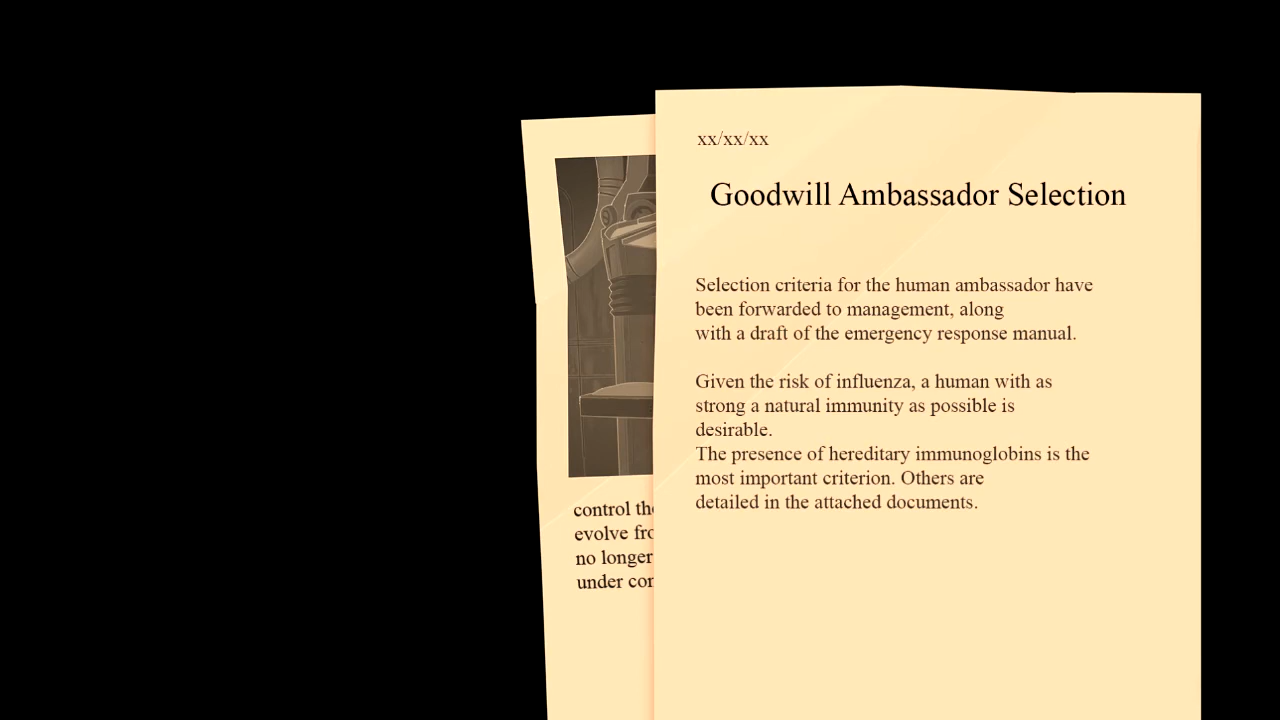 xx/xx/xx
Goodwill Ambassador Selection
Selection criteria for the human ambassador have
been forwarded to management, along
with a draft of the emergency response manual.
Given the risk of influenza, a human with as
strong a natural immunity as possible is
desirable.
The presence of hereditary immunoglobins is the
most important criterion. Others are
detailed in the attached documents.
control
evolve
no longer
under